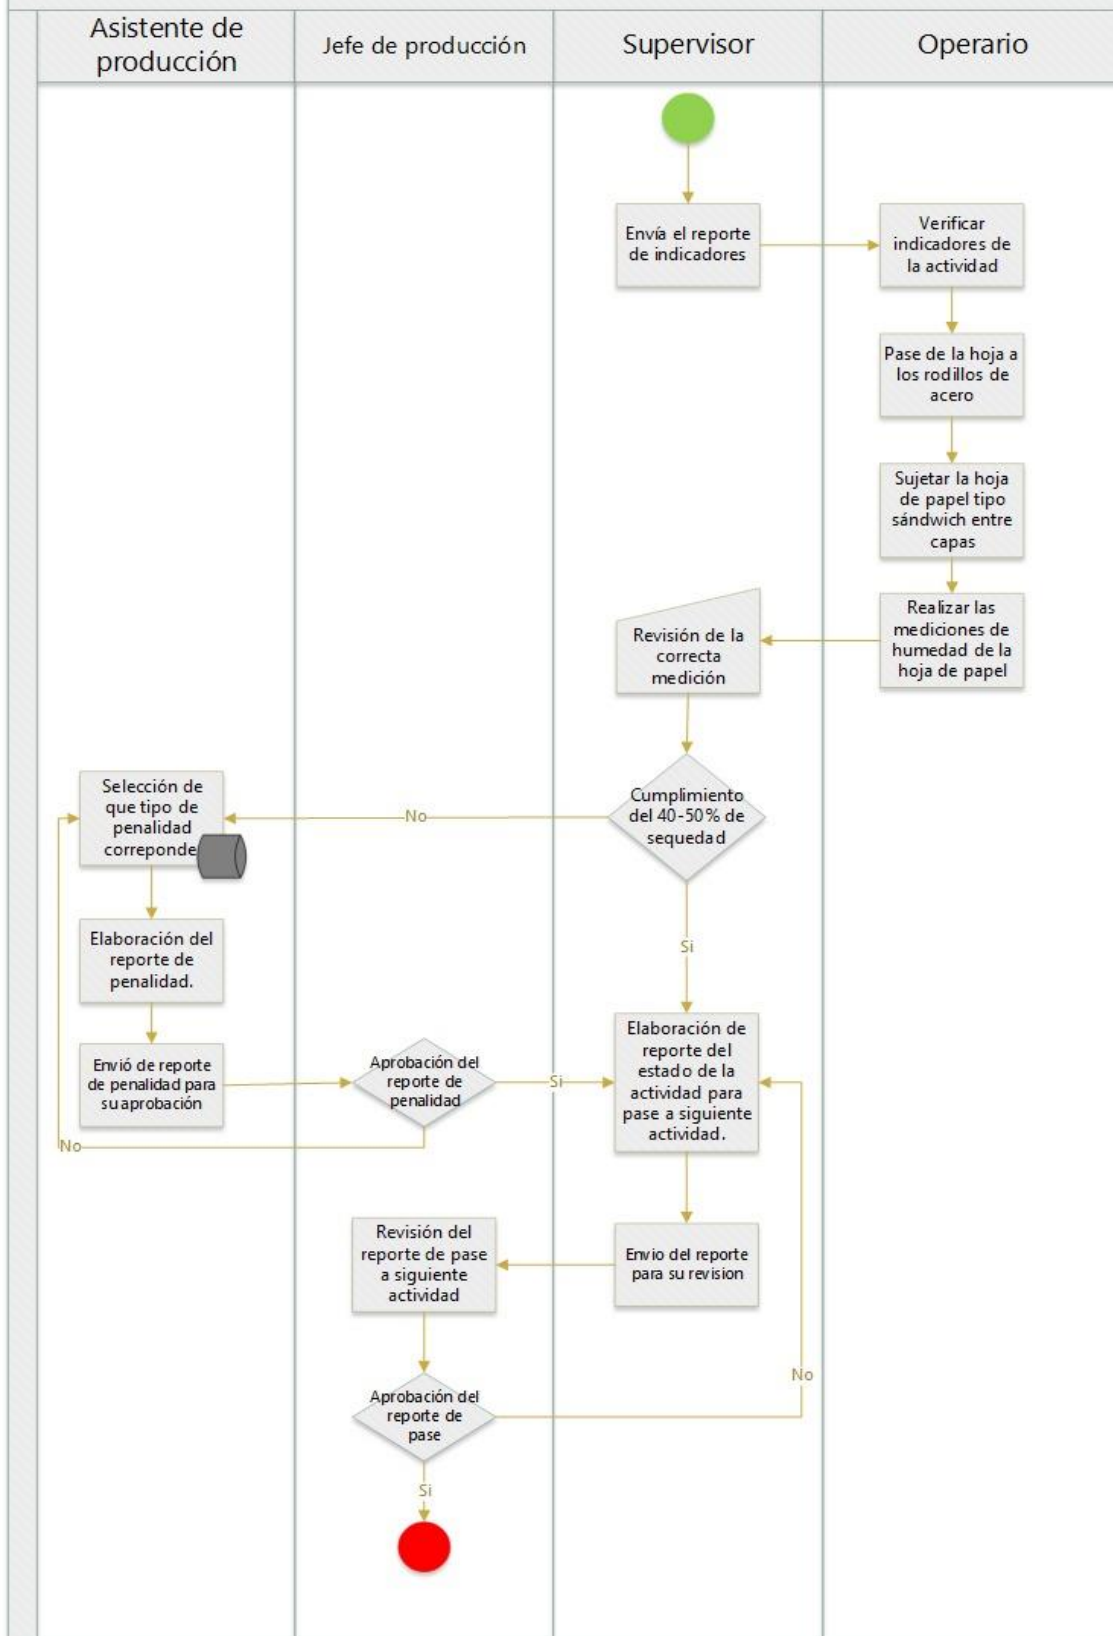 Asistente de
producción
Jefe de producción
Supervisor
Operario
Envía el reporte
de indicadores
Verificar
indicadores de
la actividad
Pase de la hoja a
los rodillos de
acero
Sujetar la hoja
de papel tipo
sándwich entre
capas
Realizar las
mediciones de
humedad de la
hoja de papel
Revisión de la
correcta
medición
Cumplimiento
del 40-50% de
sequedad
No
Selección de
que tipo de
penalidad
correponde
Si
Elaboración del
reporte de
penalidad.
Envió de reporte
de penalidad para
su aprobación
Aprobación del
reporte de
penalidad
Si
No
Elaboración de
reporte del
estado de la
actividad para
pase a siguiente
actividad.
Envio del reporte
para su revision
Revisión del
reporte de pase
a siguiente
actividad
Aprobación del
reporte de
pase
No
Si